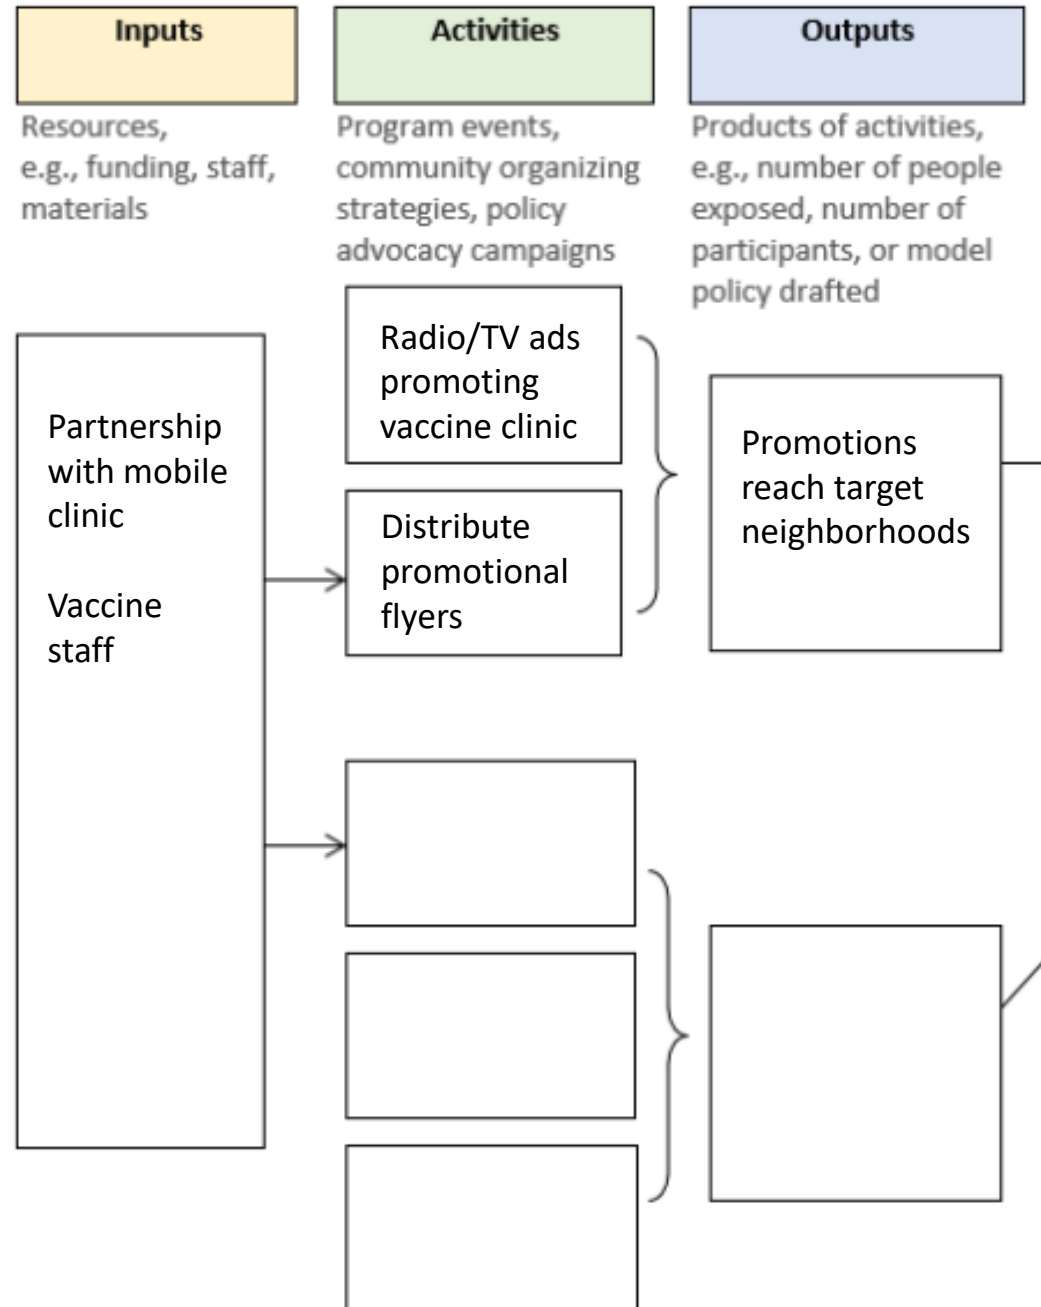 Inputs
Activities
Outputs
Resources,
e.g., funding, staff,
materials
Program events,
community organizing
strategies, policy
advocacy campaigns
Products of activities,
e.g., number of people
exposed, number of
participants, or model
policy drafted
Partnership
with mobile
clinic
Vaccine
staff
Radio/TV ads
promoting
vaccine clinic
Distribute
promotional
flyers
Promotions
reach target
neighborhoods